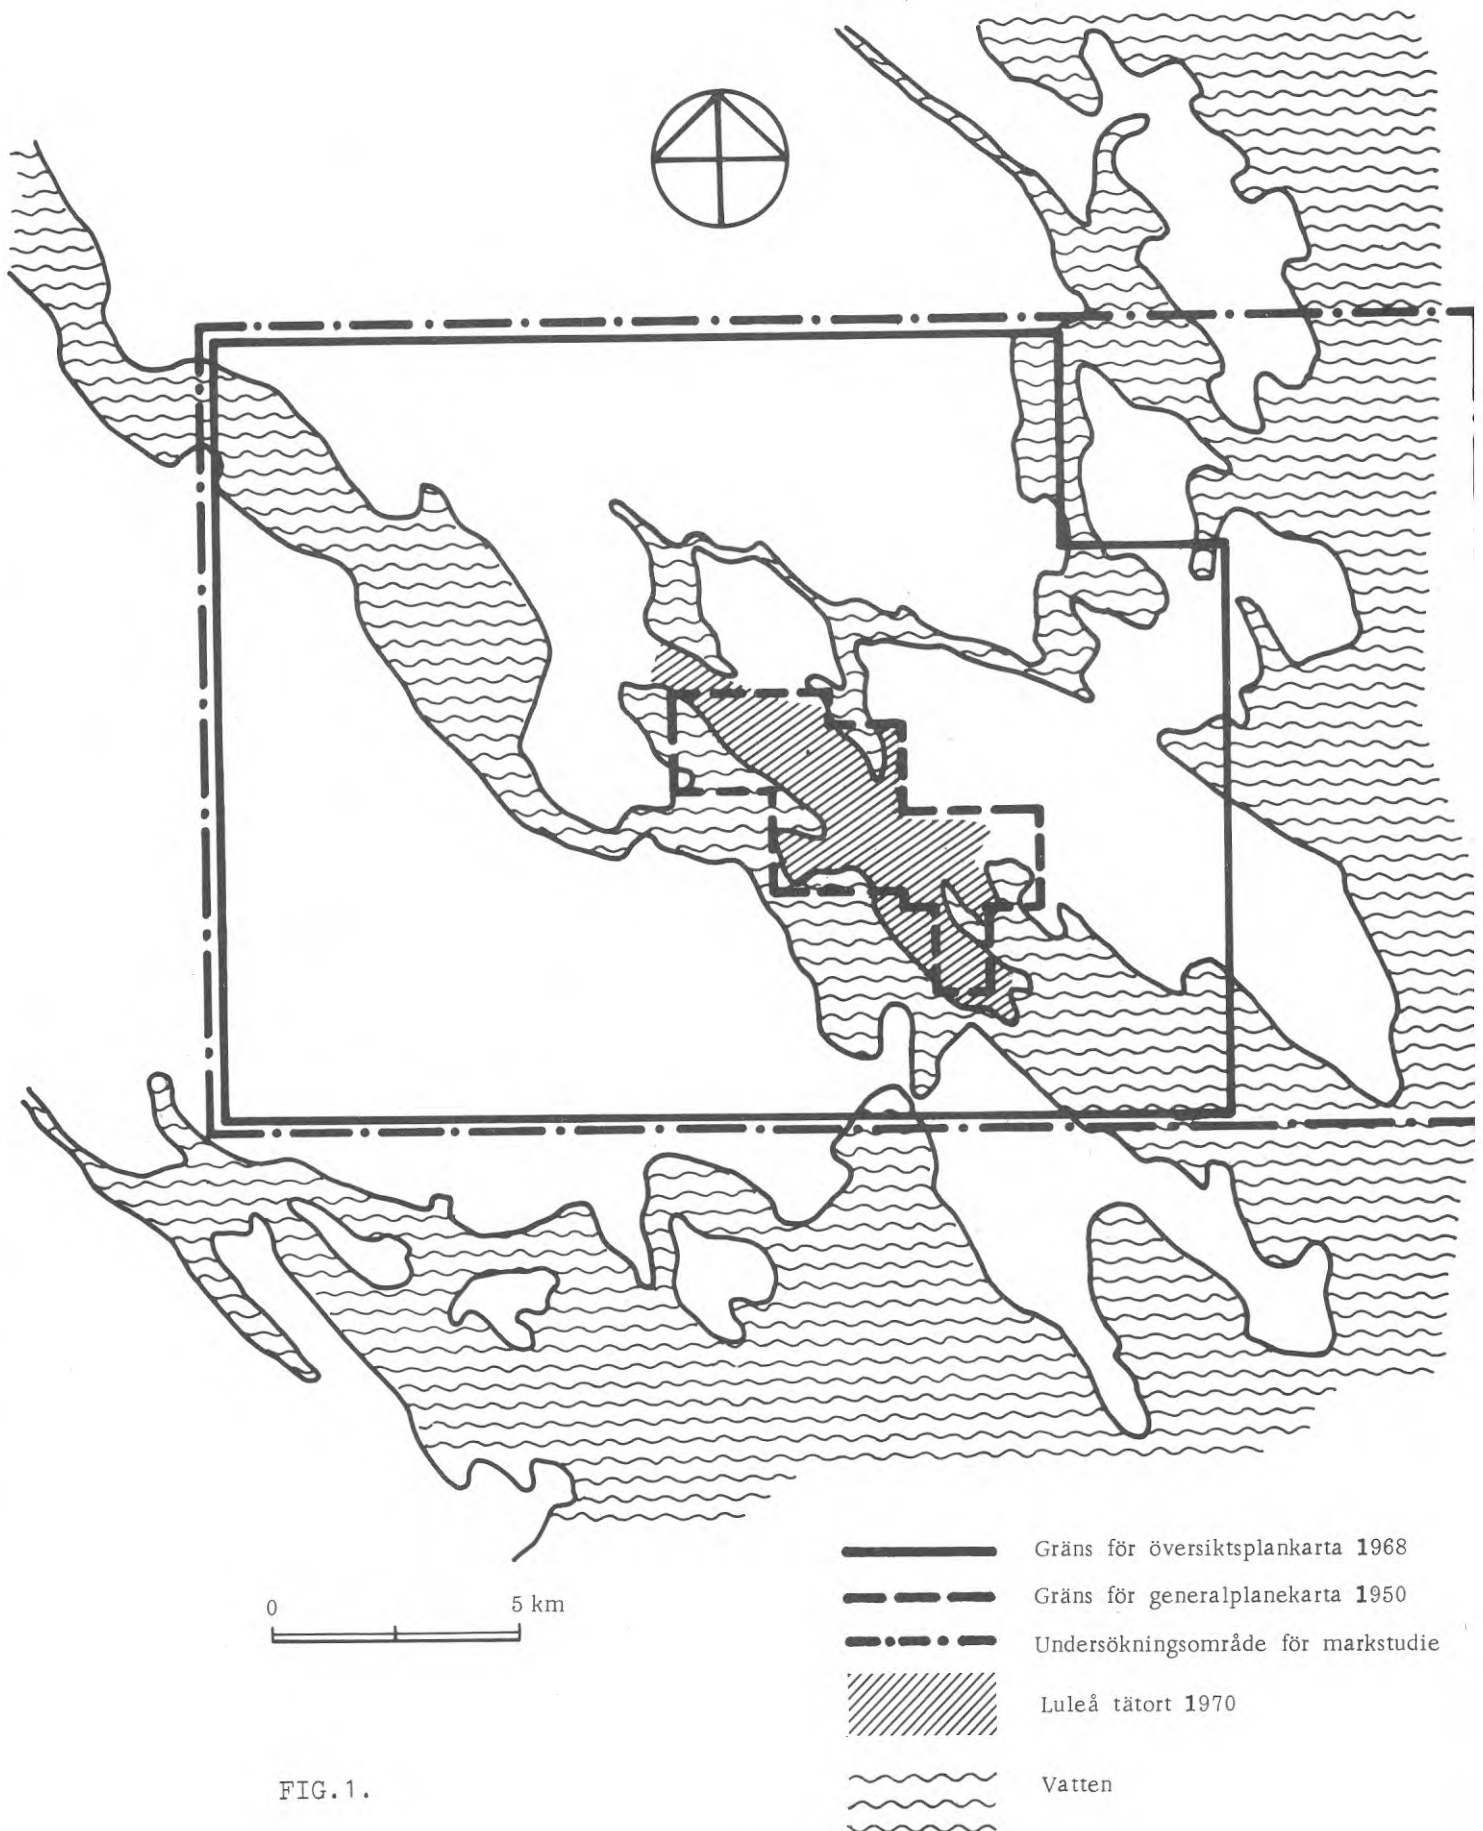 0 5 km
Gräns för översiktsplankarta 1968
Gräns för generalplanekarta 1950
Undersökningsområde för markstudie
Luleå tätort 1970
Vatten
FIG.1.